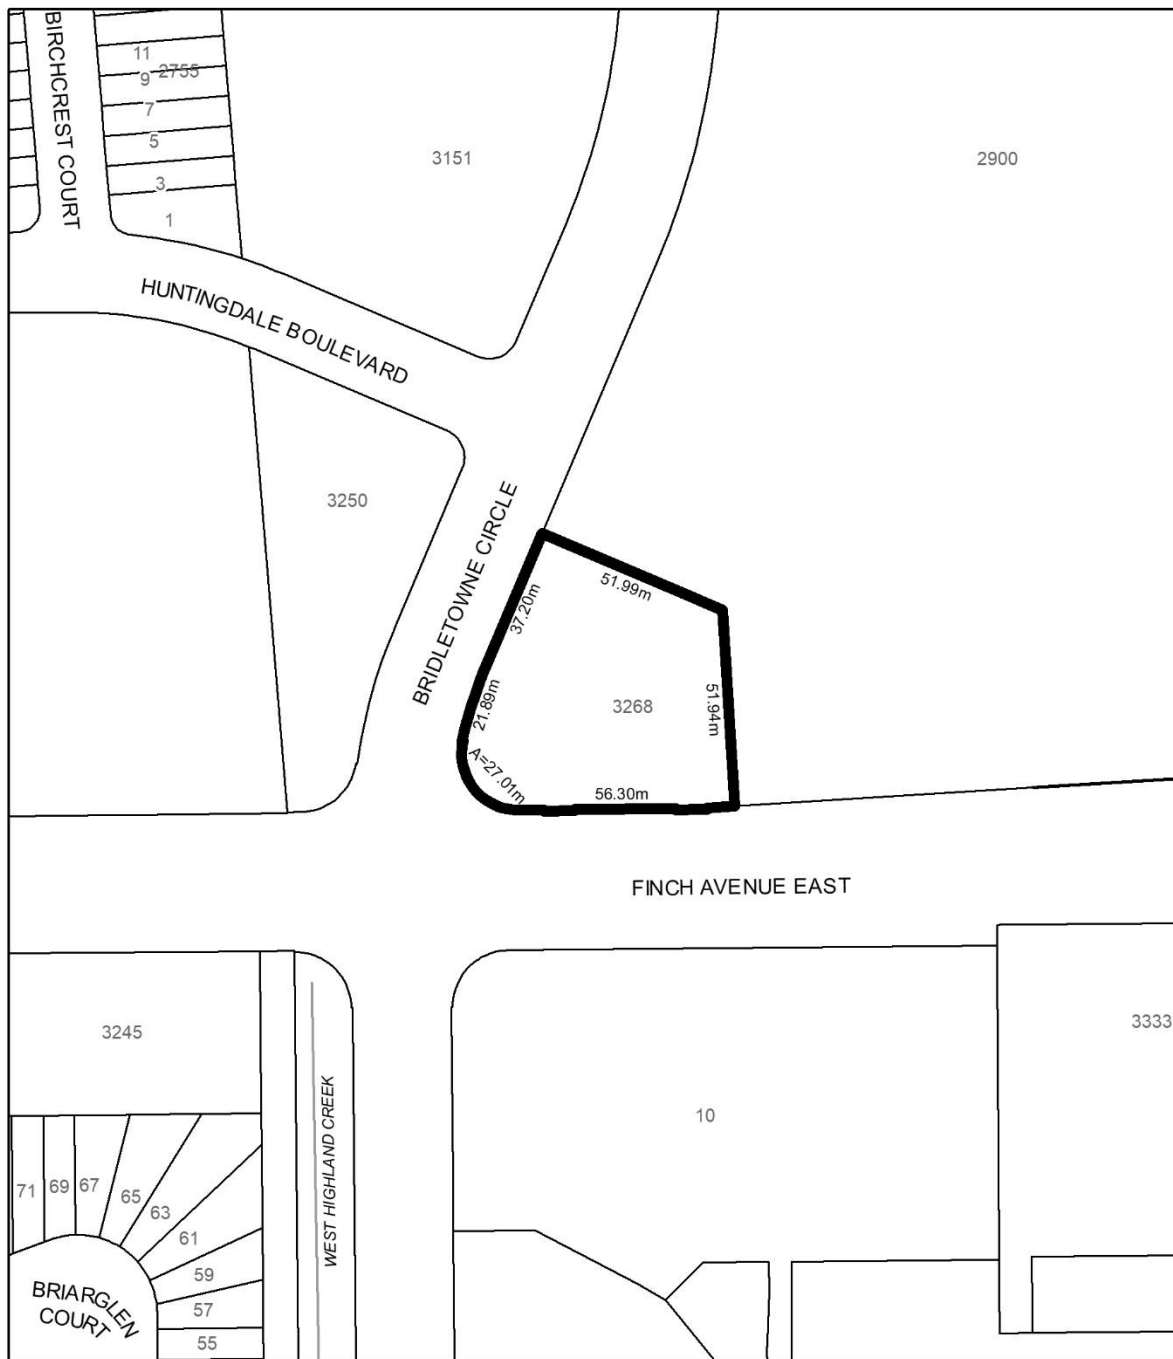 BIRCHCREST COURT
11
2755
9
7
5
3
1
3151
2900
HUNTINGDALE BOULEVARD
3250
BRIDLETOWNE CIRCLE
51.99m
37.20m
21.89m
3268
51.94m
A=27.01m
56.30m
FINCH AVENUE EAST
3245
3333
WEST HIGHLAND CREEK
10
71
69
67
65
63
61
59
57
55
BRIARGLEN
COURT